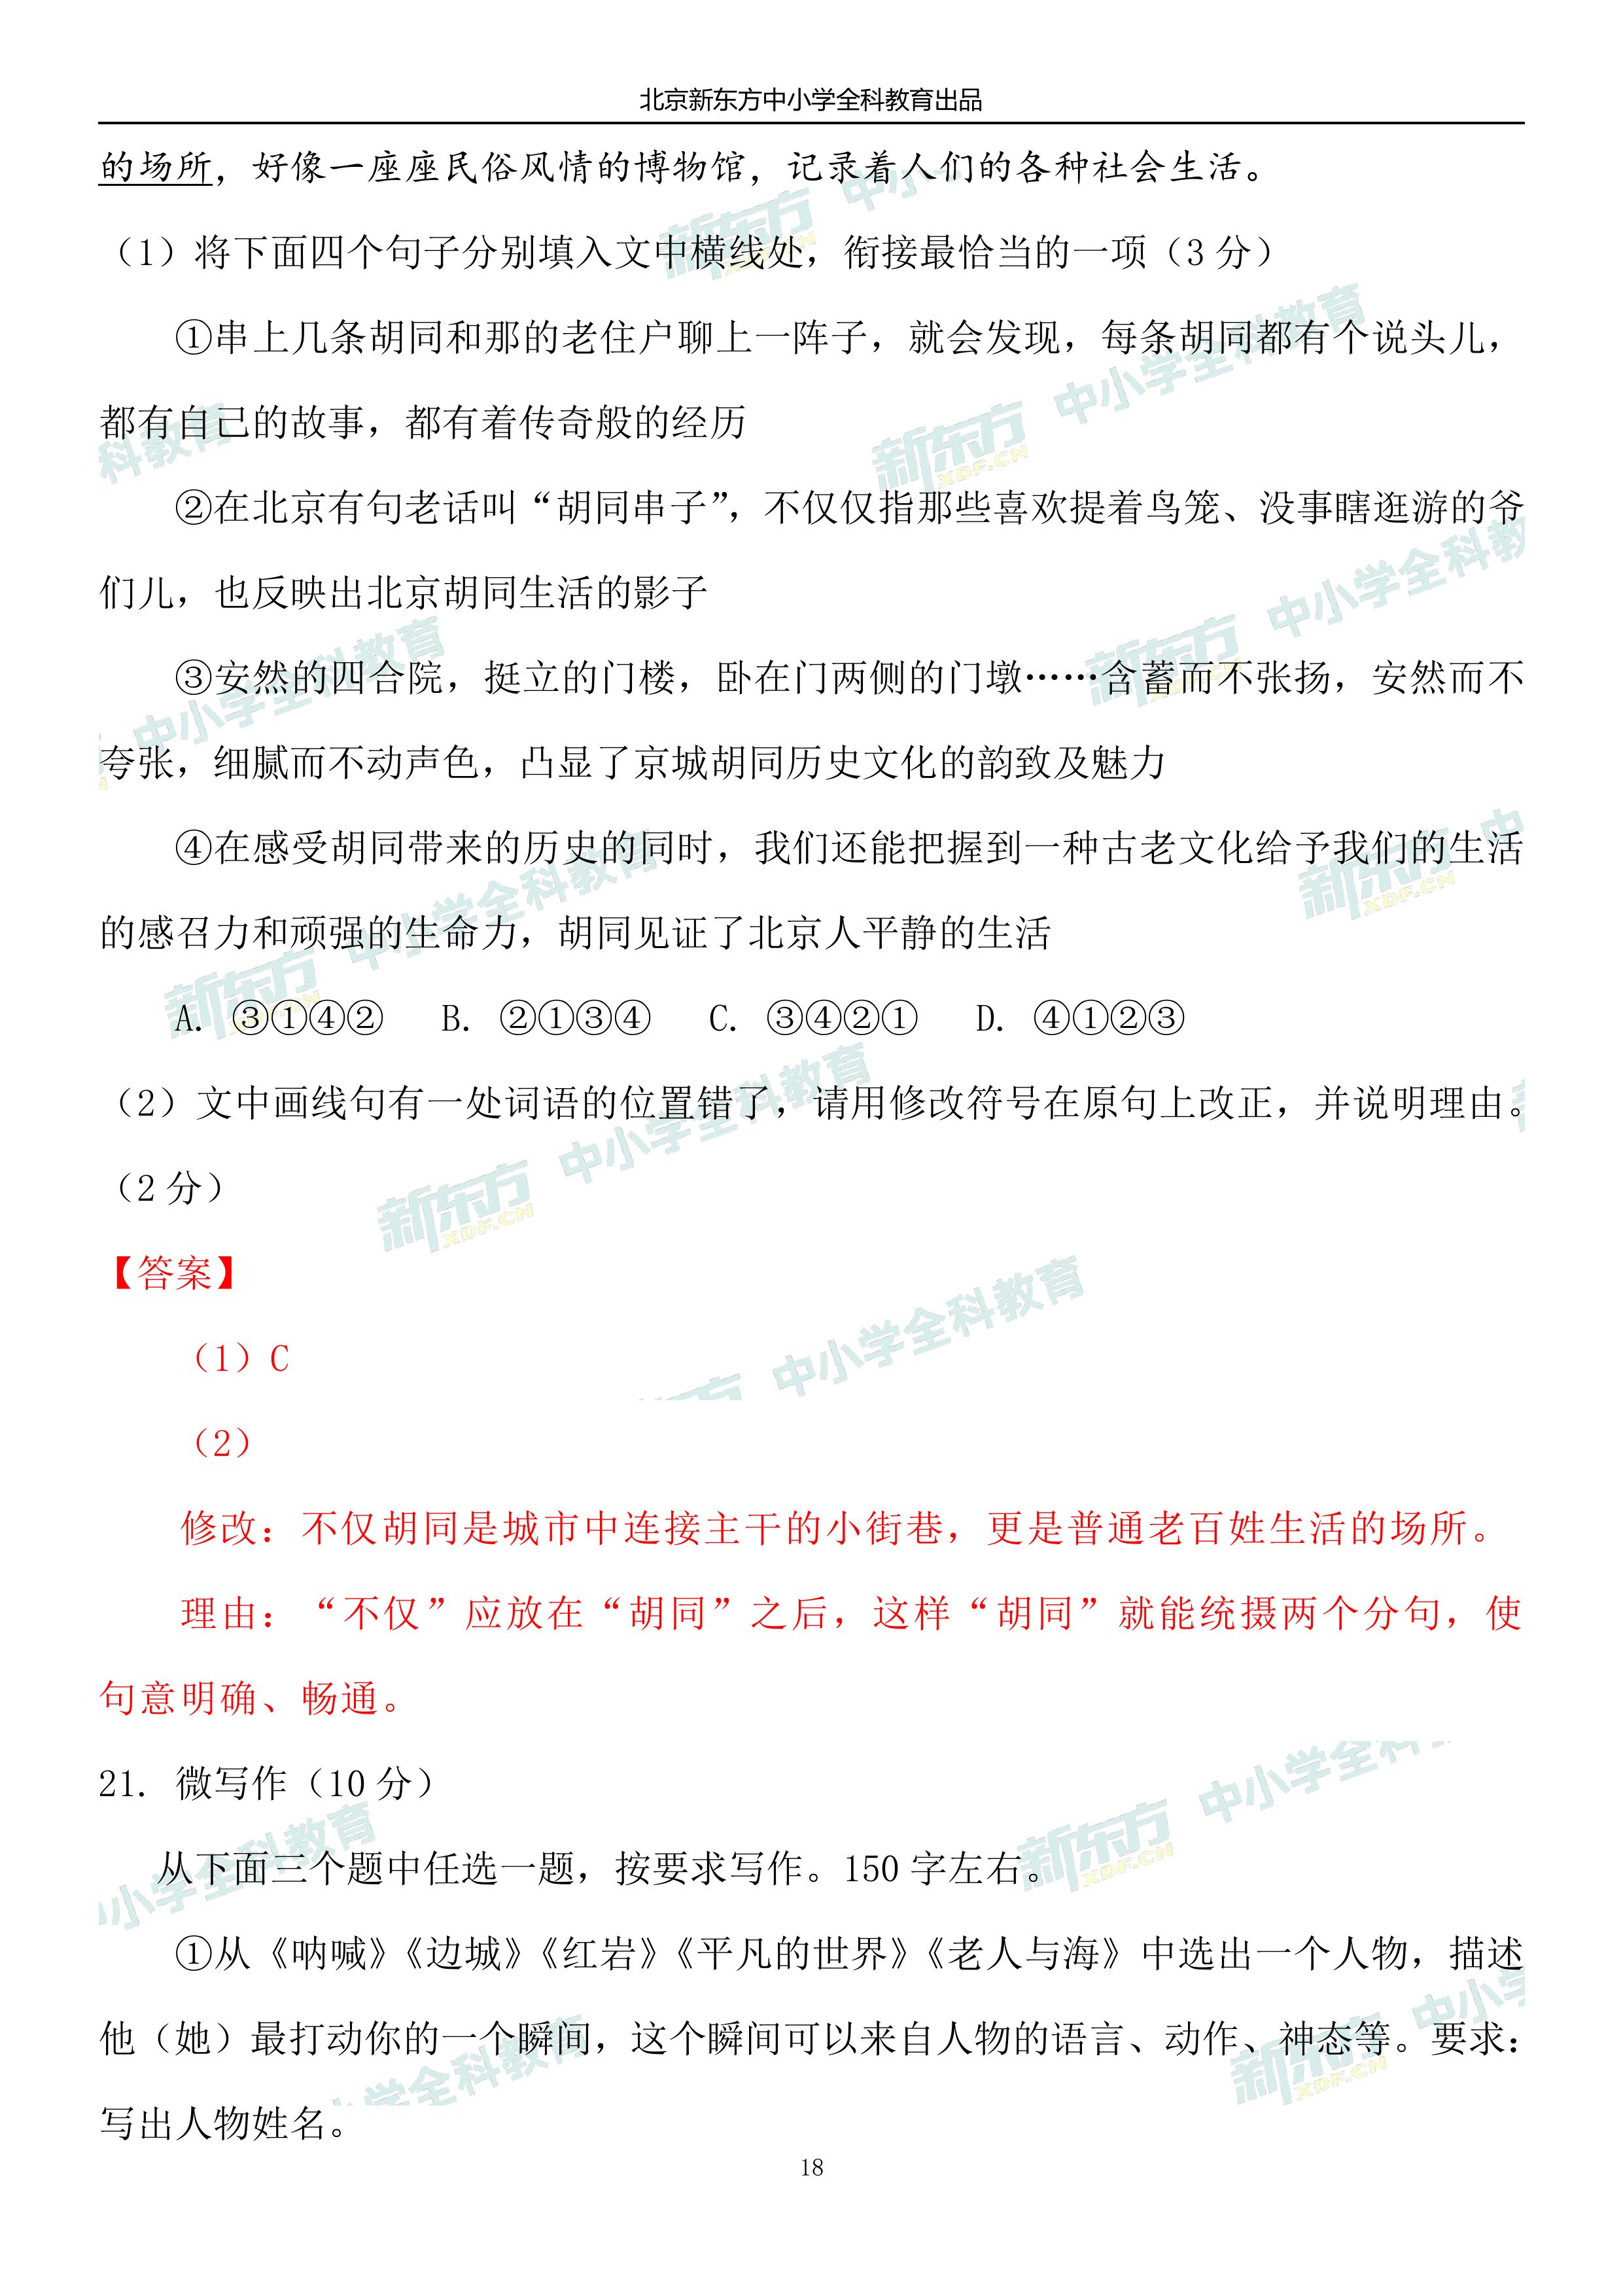 北京新东方中小学全科教育出品
的场所，好像一座座民俗风情的博物馆，记录着人们的各种社会生活。
（1）将下面四个句子分别填入文中横线处，衔接最恰当的一项（3 分）
①串上几条胡同和那的老住户聊上一阵子，就会发现，每条胡同都有个说头儿，
都有自己的故事，都有着传奇般的经历
②在北京有句老话叫“胡同串子”，不仅仅指那些喜欢提着鸟笼、没事瞎逛游的爷
们儿，也反映出北京胡同生活的影子
③安然的四合院，挺立的门楼，卧在门两侧的门墩……含蓄而不张扬，安然而不
夸张，细腻而不动声色，凸显了京城胡同历史文化的韵致及魅力
④在感受胡同带来的历史的同时，我们还能把握到一种古老文化给予我们的生活
的感召力和顽强的生命力，胡同见证了北京人平静的生活
A. ③①④② B. ②①③④ C. ③④②① D. ④①②③
（2）文中画线句有一处词语的位置错了，请用修改符号在原句上改正，并说明理由。
（2 分）
【答案】
（1）C
（2）
修改：不仅胡同是城市中连接主干的小街巷，更是普通老百姓生活的场所。
理由：“不仅”应放在“胡同”之后，这样“胡同”就能统摄两个分句，使
句意明确、畅通。
21. 微写作（10 分）
从下面三个题中任选一题，按要求写作。150 字左右。
①从《呐喊》《边城》《红岩》《平凡的世界》《老人与海》中选出一个人物，描述
他（她）最打动你的一个瞬间，这个瞬间可以来自人物的语言、动作、神态等。要求：
写出人物姓名。
18
新东方 XDF.CN 中小学全科教育